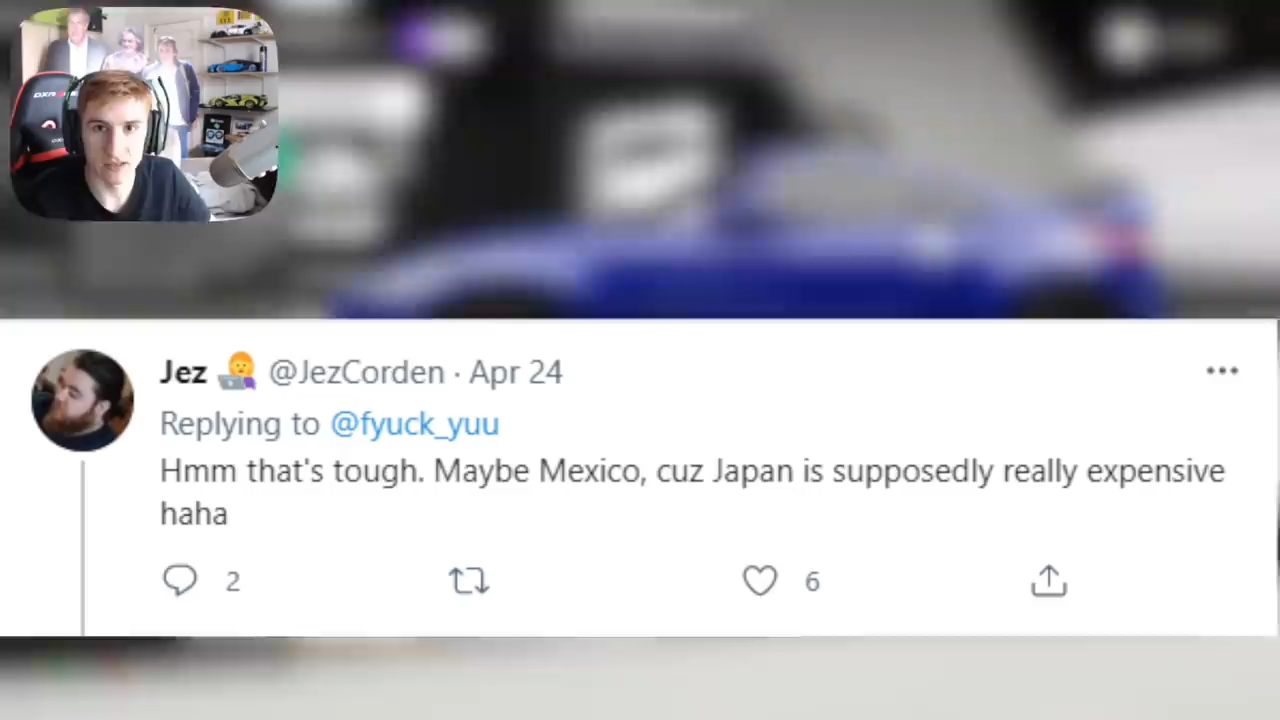 DXR
Jez @JezCorden · Apr 24
Replying to @fyuck_yuu
Hmm that's tough. Maybe Mexico, cuz Japan is supposedly really expensive
haha
2
6